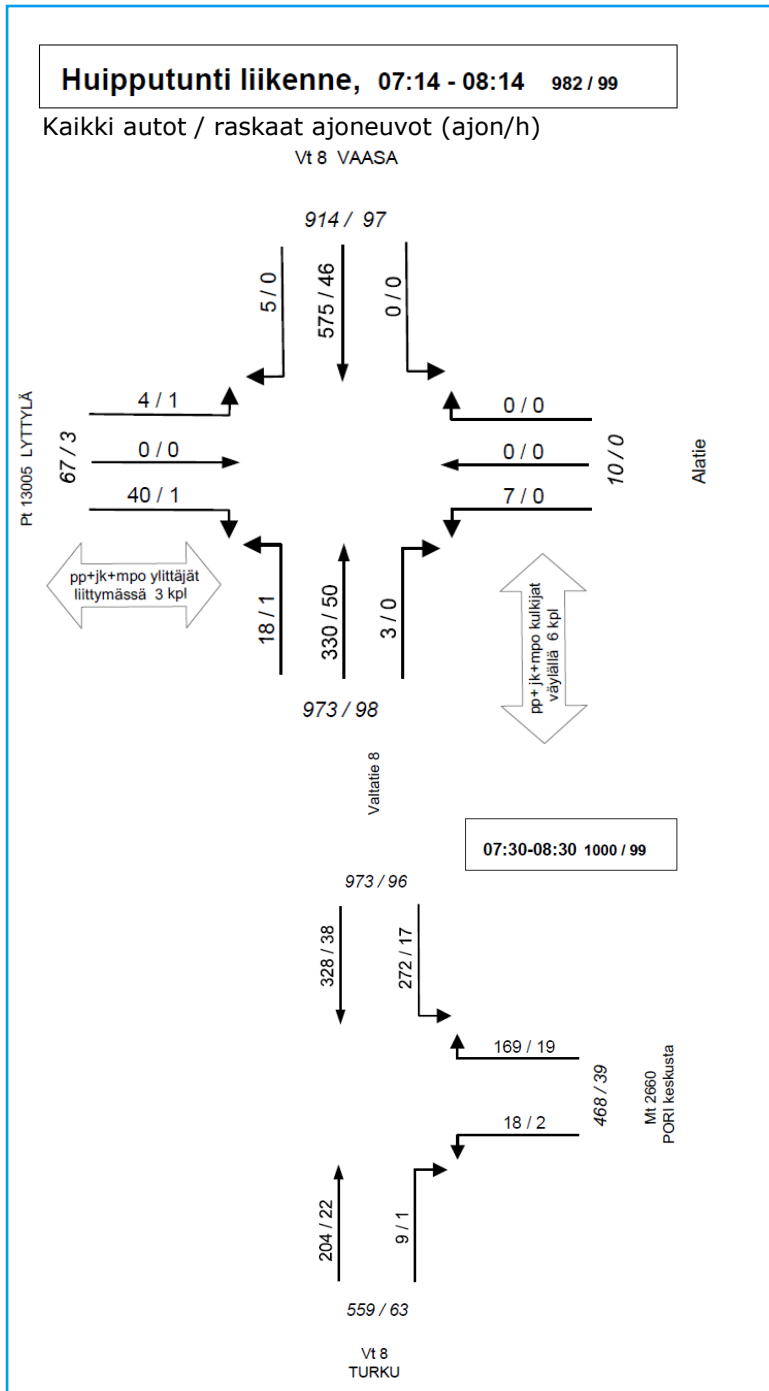 Huipputunti liikenne, 07:14 - 08:14 982 / 99
Kaikki autot / raskaat ajoneuvot (ajon/h)
Vt 8 VAASA
914 / 97
5 / 0
575 / 46
0 / 0
Pt 13005 LYTTYLÄ
67 / 3
4 / 1
0 / 0
40 / 1
0 / 0
0 / 0
7 / 0
10 / 0
Alatie
pp+jk+mpo ylittäjät
liittymässä 3 kpl
18 / 1
330 / 50
3 / 0
pp+ jk+mpo kulkijat
väylällä 6 kpl
973 / 98
Valtatie 8
07:30-08:30 1000 / 99
973 / 96
328 / 38
272 / 17
169 / 19
18 / 2
468 / 39
Mt 2660
PORI keskusta
204 / 22
9 / 1
559 / 63
Vt 8
TURKU